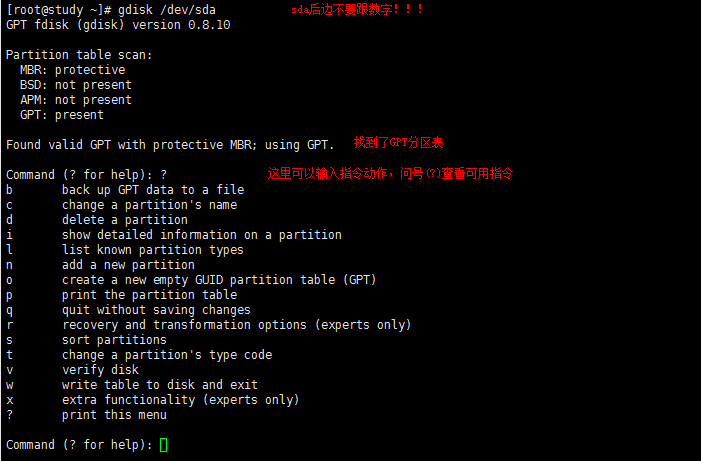 [root@study ~]# gdisk /dev/sda sda后边不要跟数字！！！
GPT fdisk (gdisk) version 0.8.10
Partition table scan:
MBR: protective
BSD: not present
APM: not present
GPT: present
Found valid GPT with protective MBR; using GPT. 找到了GPT分区表
Command (? for help): ? 这里可以输入指令动作，问号(?)查看可用指令
b back up GPT data to a file
c change a partition's name
d delete a partition
i show detailed information on a partition
l list known partition types
n add a new partition
o create a new empty GUID partition table (GPT)
p print the partition table
q quit without saving changes
r recovery and transformation options (experts only)
s sort partitions
t change a partition's type code
v verify disk
w write table to disk and exit
x extra functionality (experts only)
? print this menu
Command (? for help):